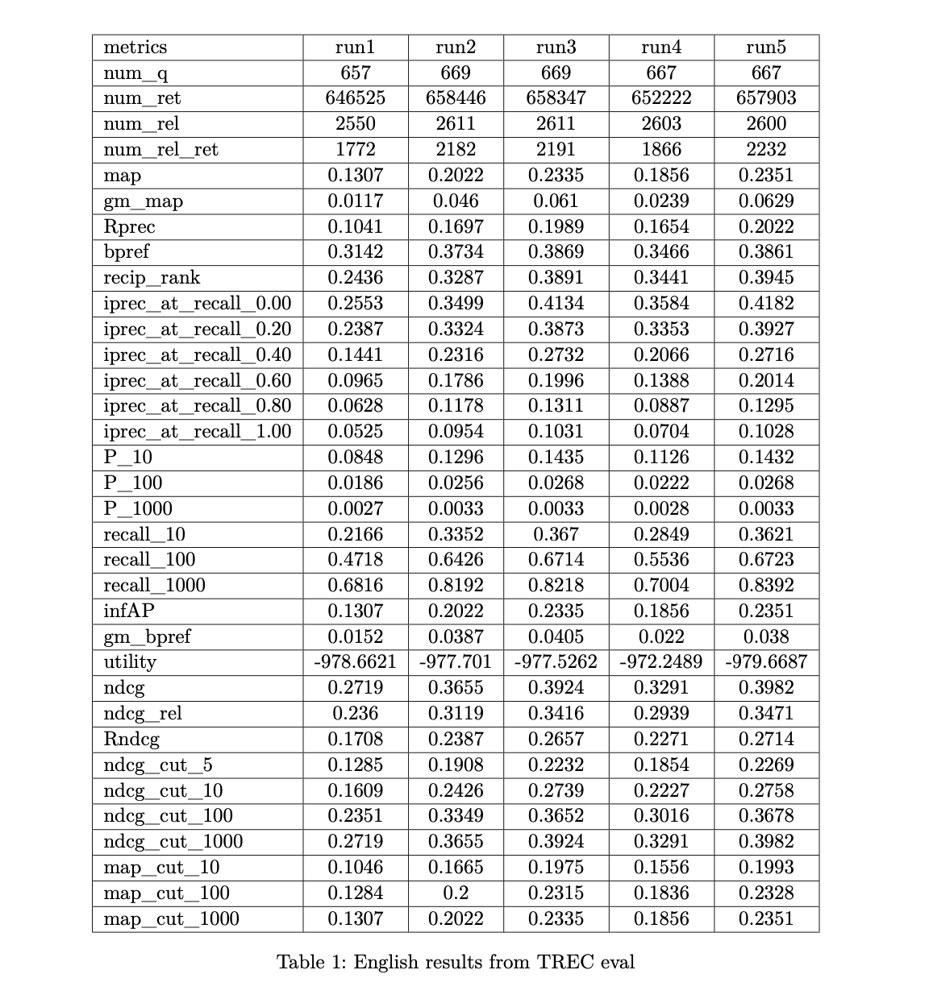 metrics run1 run2 run3 run4 run5
num_q 657 669 669 667 667
num_ret 646525 658446 658347 652222 657903
num_rel 2550 2611 2611 2603 2600
num_rel_ret 1772 2182 2191 1866 2232
map 0.1307 0.2022 0.2335 0.1856 0.2351
gm_map 0.0117 0.046 0.061 0.0239 0.0629
Rprec 0.1041 0.1697 0.1989 0.1654 0.2022
bpref 0.3142 0.3734 0.3869 0.3466 0.3861
recip_rank 0.2436 0.3287 0.3891 0.3441 0.3945
iprec_at_recall_0.00 0.2553 0.3499 0.4134 0.3584 0.4182
iprec_at_recall_0.20 0.2387 0.3324 0.3873 0.3353 0.3927
iprec_at_recall_0.40 0.1441 0.2316 0.2732 0.2066 0.2716
iprec_at_recall_0.60 0.0965 0.1786 0.1996 0.1388 0.2014
iprec_at_recall_0.80 0.0628 0.1178 0.1311 0.0887 0.1295
iprec_at_recall_1.00 0.0525 0.0954 0.1031 0.0704 0.1028
P_10 0.0848 0.1296 0.1435 0.1126 0.1432
P_100 0.0186 0.0256 0.0268 0.0222 0.0268
P_1000 0.0027 0.0033 0.0033 0.0028 0.0033
recall_10 0.2166 0.3352 0.367 0.2849 0.3621
recall_100 0.4718 0.6426 0.6714 0.5536 0.6723
recall_1000 0.6816 0.8192 0.8218 0.7004 0.8392
infAP 0.1307 0.2022 0.2335 0.1856 0.2351
gm_bpref 0.0152 0.0387 0.0405 0.022 0.038
utility -978.6621 -977.701 -977.5262 -972.2489 -979.6687
ndcg 0.2719 0.3655 0.3924 0.3291 0.3982
ndcg_rel 0.236 0.3119 0.3416 0.2939 0.3471
Rndcg 0.1708 0.2387 0.2657 0.2271 0.2714
ndcg_cut_5 0.1285 0.1908 0.2232 0.1854 0.2269
ndcg_cut_10 0.1609 0.2426 0.2739 0.2227 0.2758
ndcg_cut_100 0.2351 0.3349 0.3652 0.3016 0.3678
ndcg_cut_1000 0.2719 0.3655 0.3924 0.3291 0.3982
map_cut_10 0.1046 0.1665 0.1975 0.1556 0.1993
map_cut_100 0.1284 0.2 0.2315 0.1836 0.2328
map_cut_1000 0.1307 0.2022 0.2335 0.1856 0.2351
Table 1: English results from TREC eval